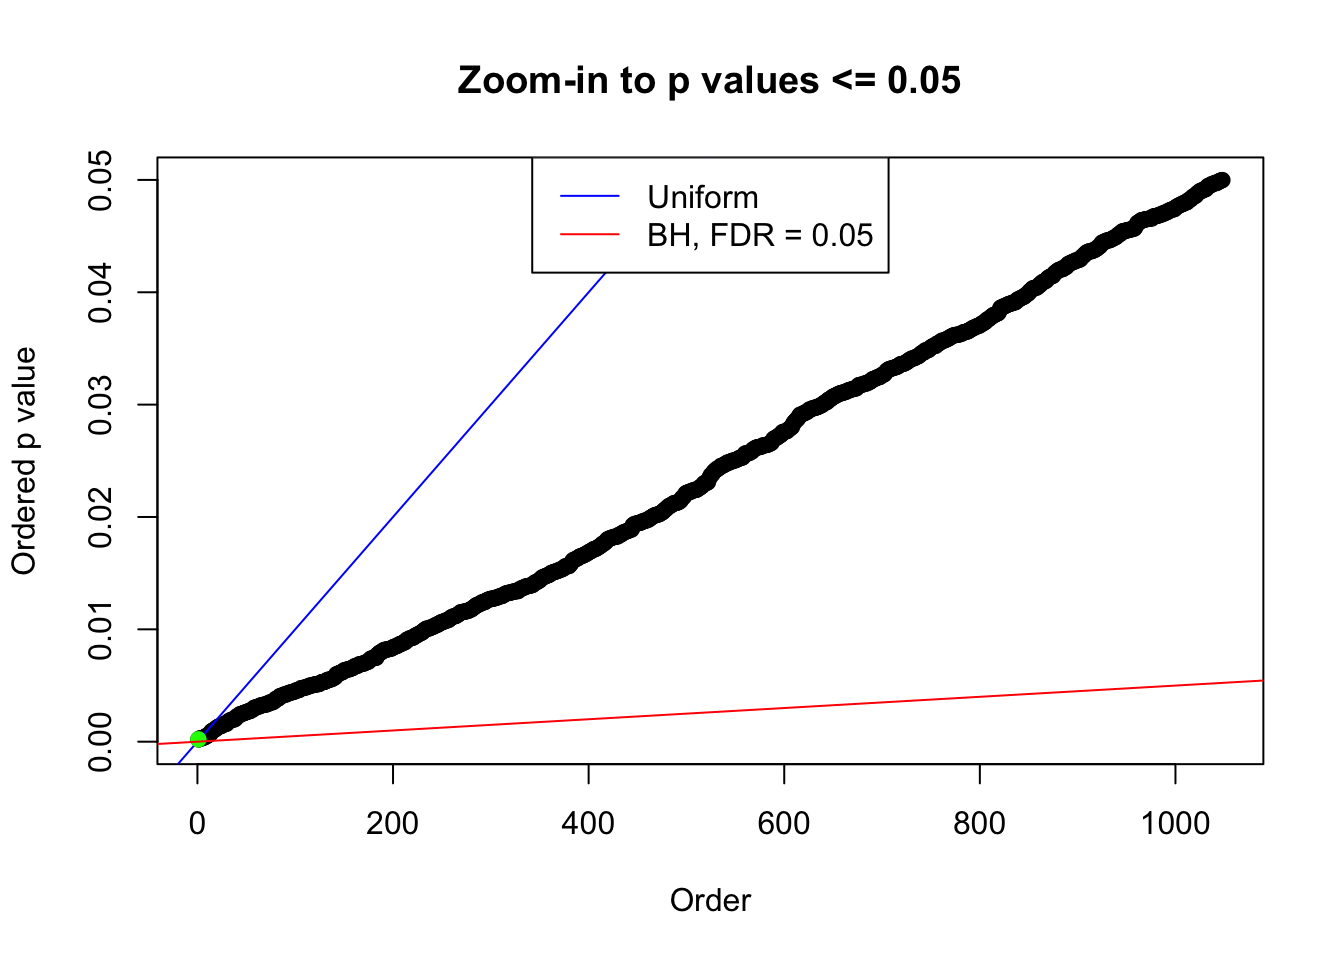 Zoom-in to p values <= 0.05
Uniform
BH, FDR = 0.05
Ordered p value
0.05
0.04
0.03
0.02
0.01
0.00
0 200 400 600 800 1000
Order